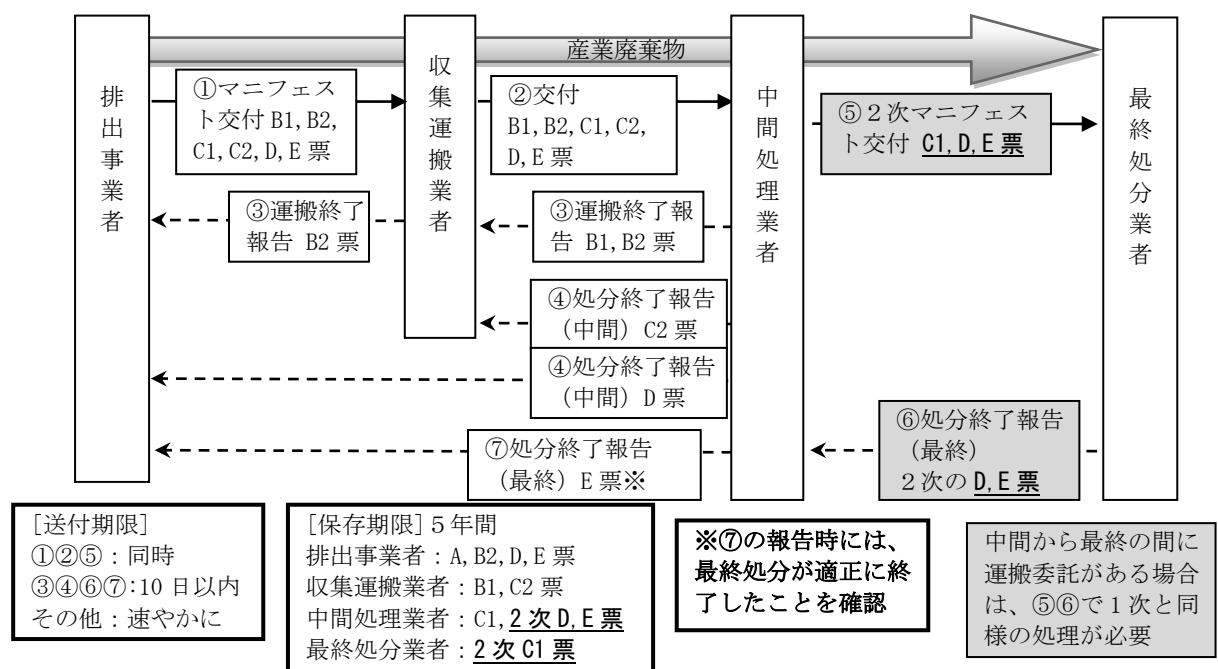 産業廃棄物
排出事業者
収集運搬業者
中間処理業者
最終処分業者
①マニフェス
ト交付 B1, B2,
C1, C2, D, E 票
②交付
B1, B2, C1, C2,
D, E 票
⑤２次マニフェス
ト交付 C1, D, E 票
③運搬終了
報告 B2 票
③運搬終了報
告 B1, B2 票
④処分終了報告
（中間）C2 票
④処分終了報告
（中間）D 票
⑥処分終了報告
（最終）
２次の D, E 票
⑦処分終了報告
（最終）E 票※
[送付期限]
①②⑤：同時
③④⑥⑦:10 日以内
その他：速やかに
[保存期限]５年間
排出事業者：A, B2, D, E 票
収集運搬業者：B1, C2 票
中間処理業者：C1, 2 次 D, E 票
最終処分業者：2 次 C1 票
※⑦の報告時には、
最終処分が適正に終
了したことを確認
中間から最終の間に
運搬委託がある場合
は、⑤⑥で１次と同
様の処理が必要